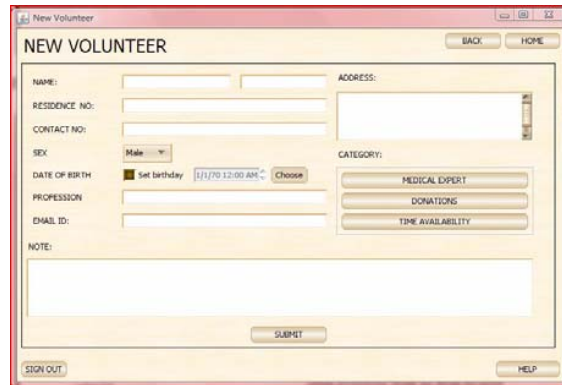 New Volunteer
NEW VOLUNTEER
BACK
HOME
NAME:
ADDRESS:
RESIDENCE NO:
CONTACT NO:
SEX
Male
CATEGORY:
DATE OF BIRTH
Set birthday
1/1/70 12:00 AM
Choose
MEDICAL EXPERT
PROFESSION
DONATIONS
EMAIL ID:
TIME AVAILABILITY
NOTE:
SUBMIT
SIGN OUT
HELP